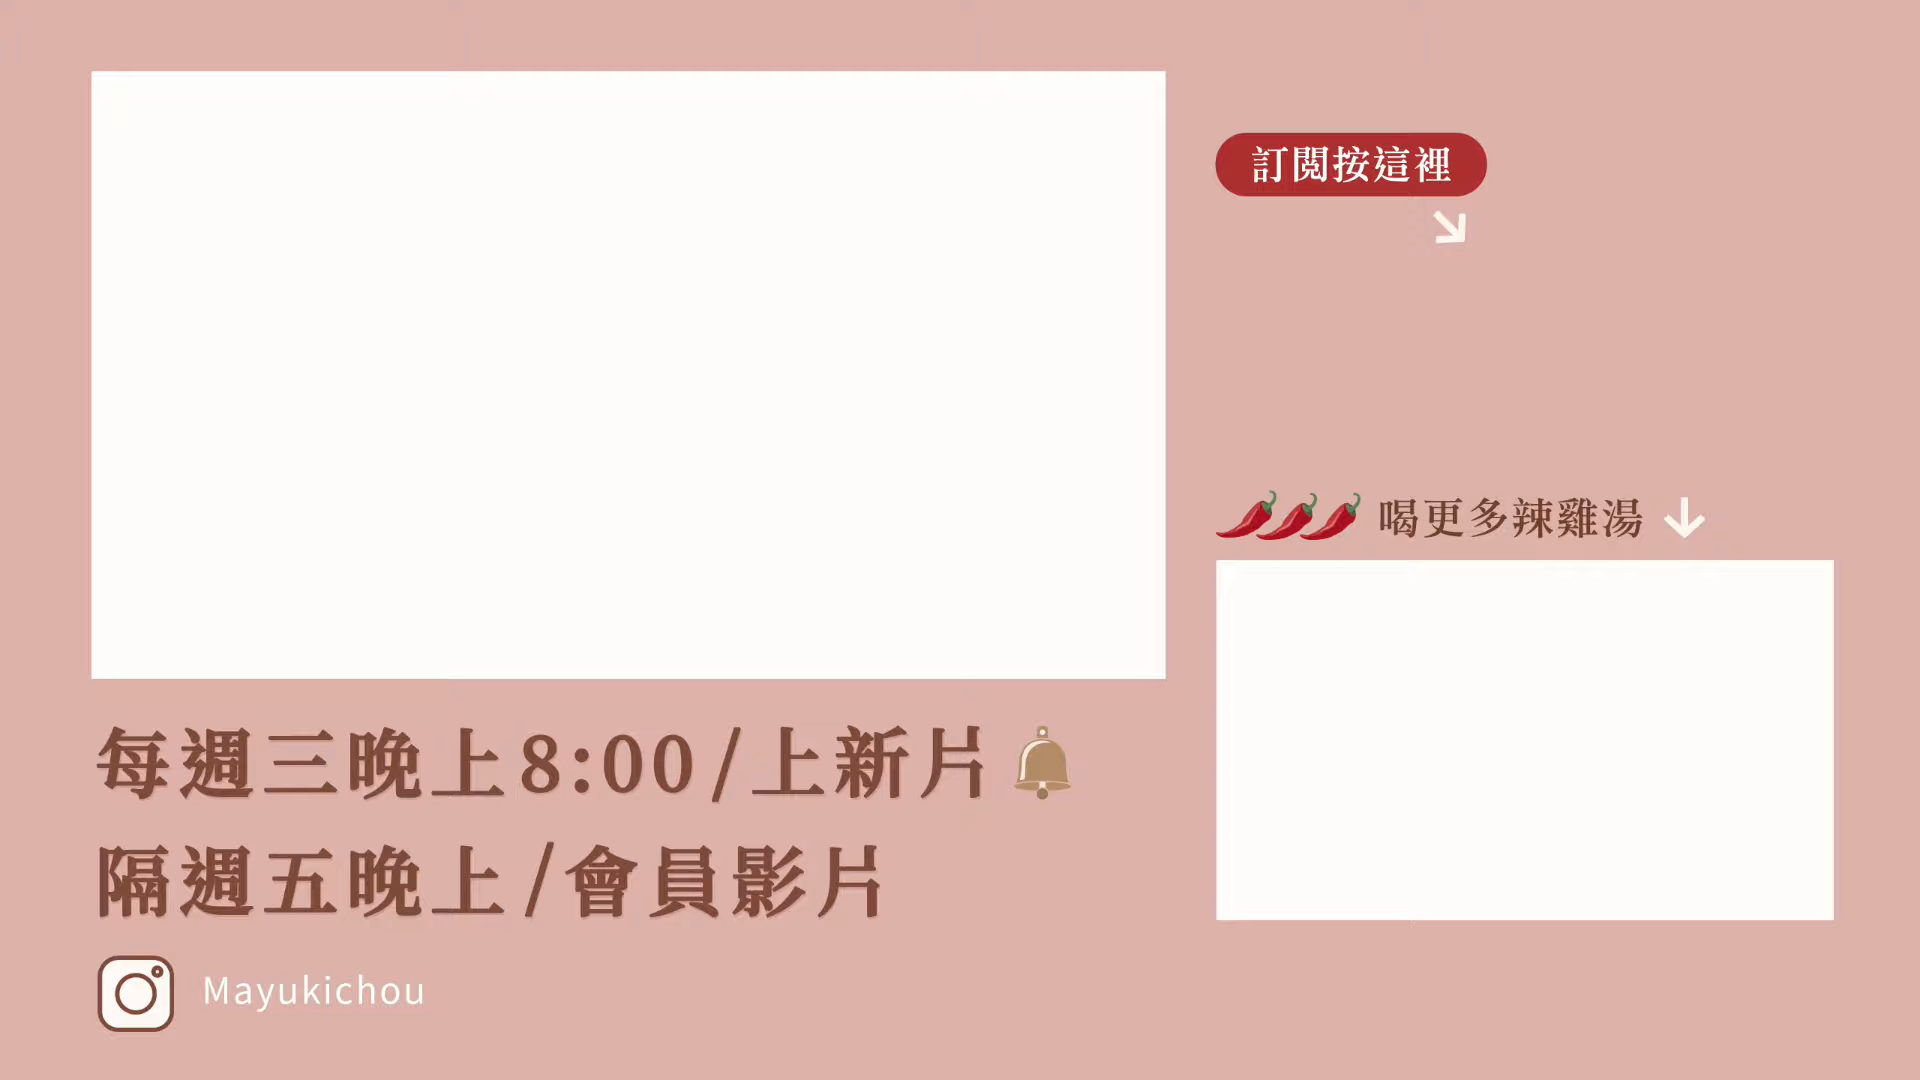 訂閱按這裡
喝更多辣雞湯
每週三晚上8:00/上新片
隔週五晚上/會員影片
Mayukichou